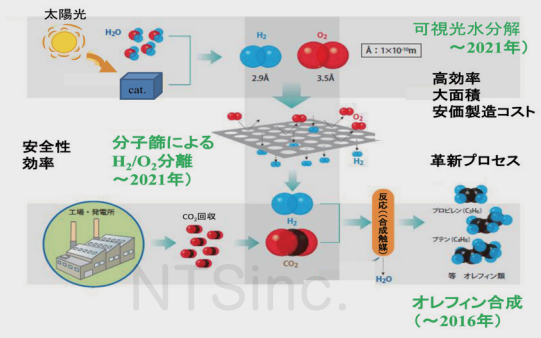 太陽光
H₂O
cat.
H₂
O₂
2.9Å
3.5Å
Å：1×10⁻¹⁰m
可視光水分解
～2021年）
高効率
大面積
安価製造コスト
安全性
効率
分子篩による
H₂/O₂分離
～2021年）
O₂
H₂
革新プロセス
工場・発電所
CO₂回収
H₂
CO₂
反応（合成触媒）
H₂O
プロピレン（C₃H₆）
ブテン（C₄H₈）
等 オレフィン類
オレフィン合成
（～2016年）
NTSinc.